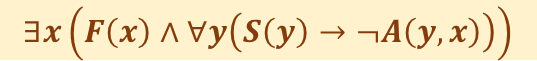 ∃x(F(x) ∧ ∀y(S(y) → ¬A(y,x)))